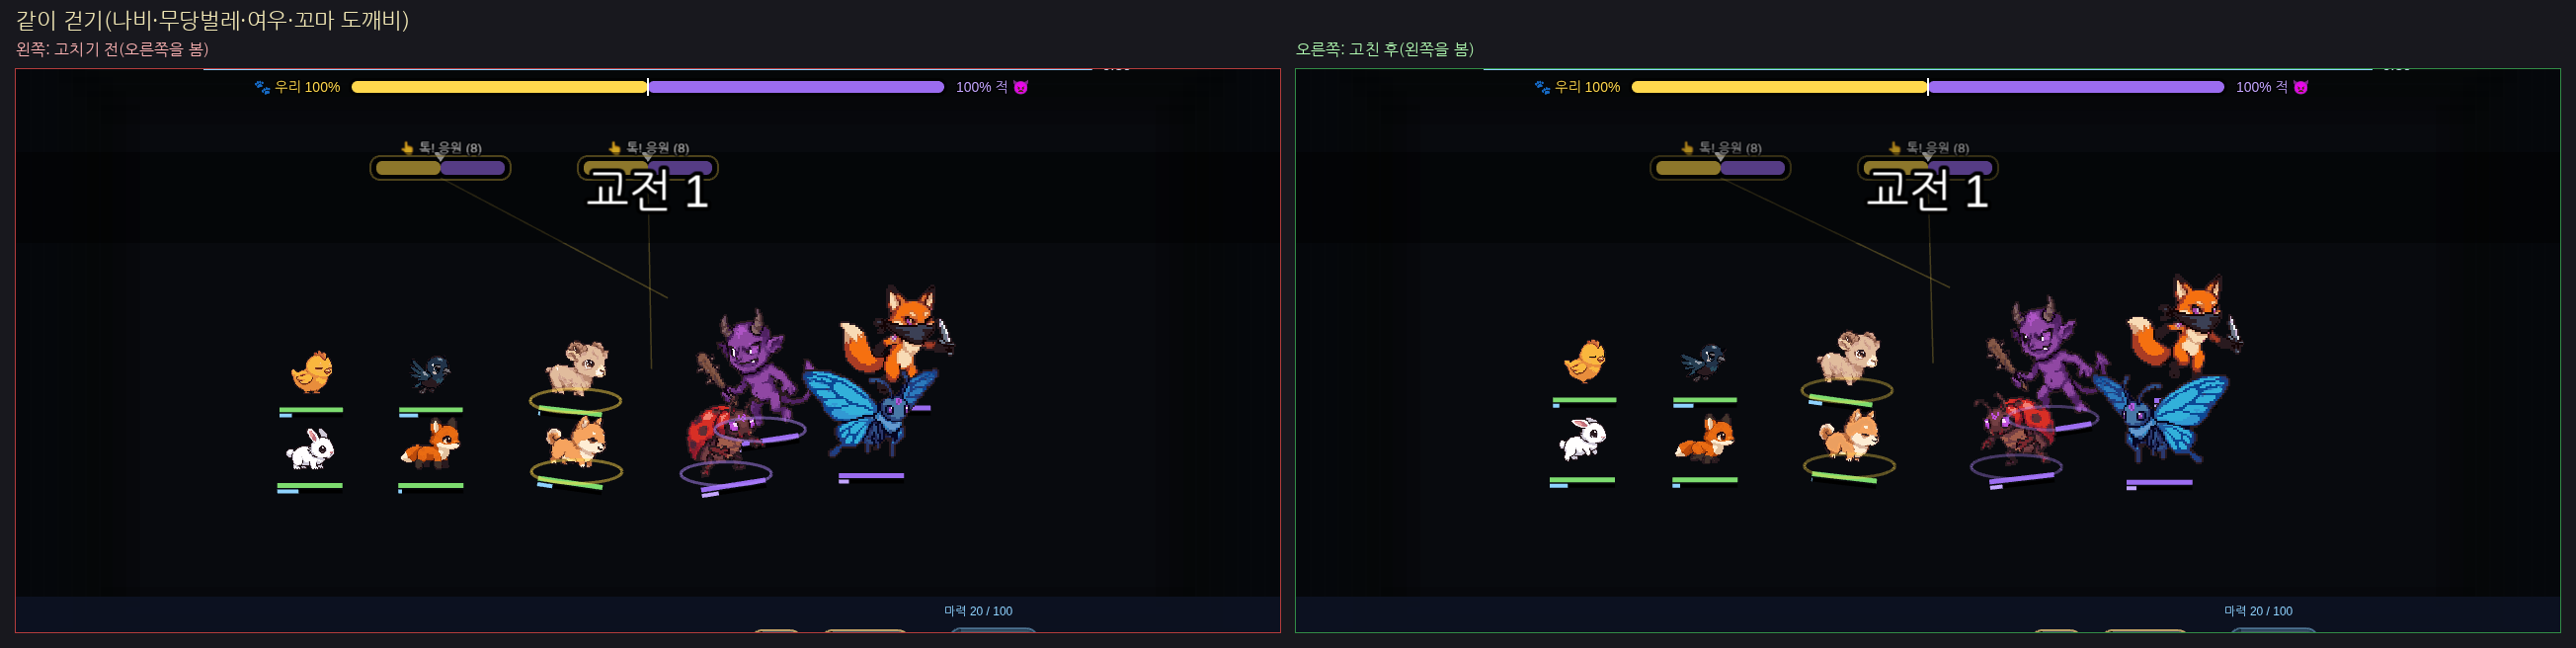 같이 걷기(나비·무당벌레·여우·꼬마 도깨비)
왼쪽: 고치기 전(오른쪽을 봄)
🐾 우리 100%
100% 적 😈
👆 톡! 응원 (8)
👆 톡! 응원 (8)
교전 1
마력 20 / 100
오른쪽: 고친 후(왼쪽을 봄)
🐾 우리 100%
100% 적 😈
👆 톡! 응원 (8)
👆 톡! 응원 (8)
교전 1
마력 20 / 100